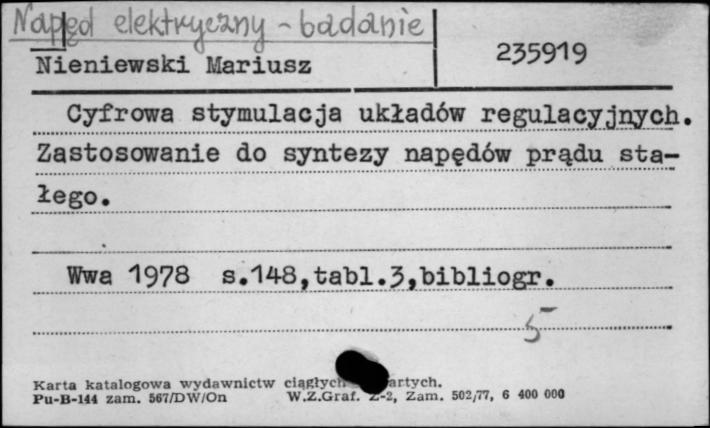 Napęd elektryczny - badanie
Nieniewski Mariusz
235919
Cyfrowa stymulacja układów regulacyjnych.
Zastosowanie do syntezy napędów prądu sta-
łego.
Wwa 1978 s.148,tabl.3,bibliogr.
5
Karta katalogowa wydawnictw ciągłych artych.
Pu-B-144 zam. 567/DW/On W.Z.Graf. Z-2, Zam. 502/77, 6 400 000